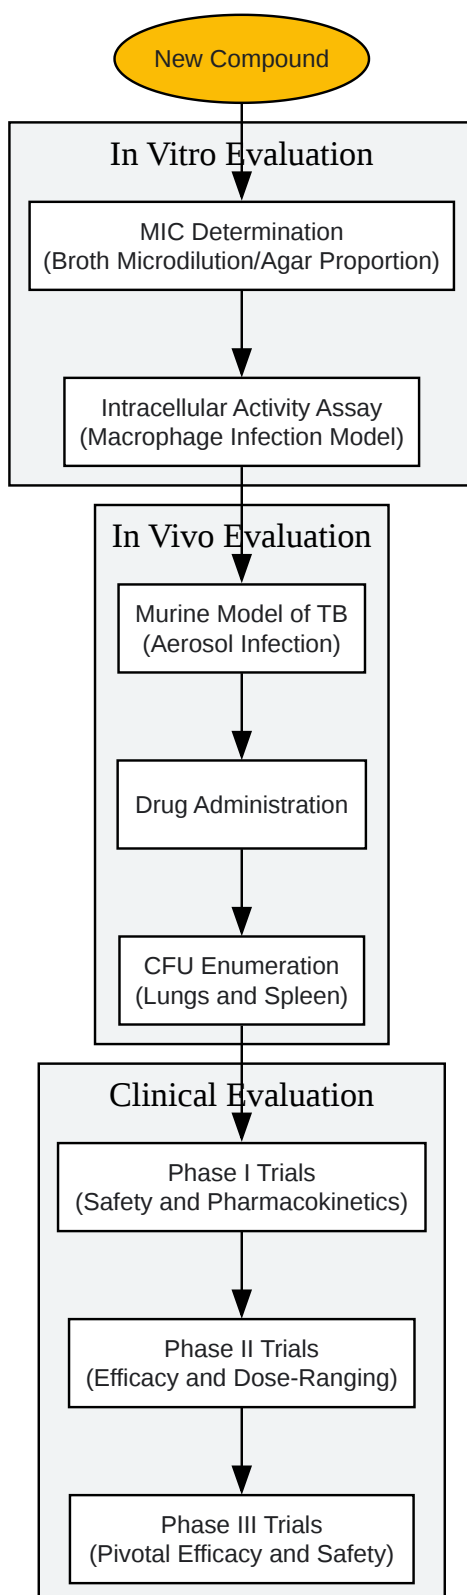 New Compound
In Vitro Evaluation
MIC Determination
(Broth Microdilution/Agar Proportion)
Intracellular Activity Assay
(Macrophage Infection Model)
In Vivo Evaluation
Murine Model of TB
(Aerosol Infection)
Drug Administration
CFU Enumeration
(Lungs and Spleen)
Clinical Evaluation
Phase I Trials
(Safety and Pharmacokinetics)
Phase II Trials
(Efficacy and Dose-Ranging)
Phase III Trials
(Pivotal Efficacy and Safety)